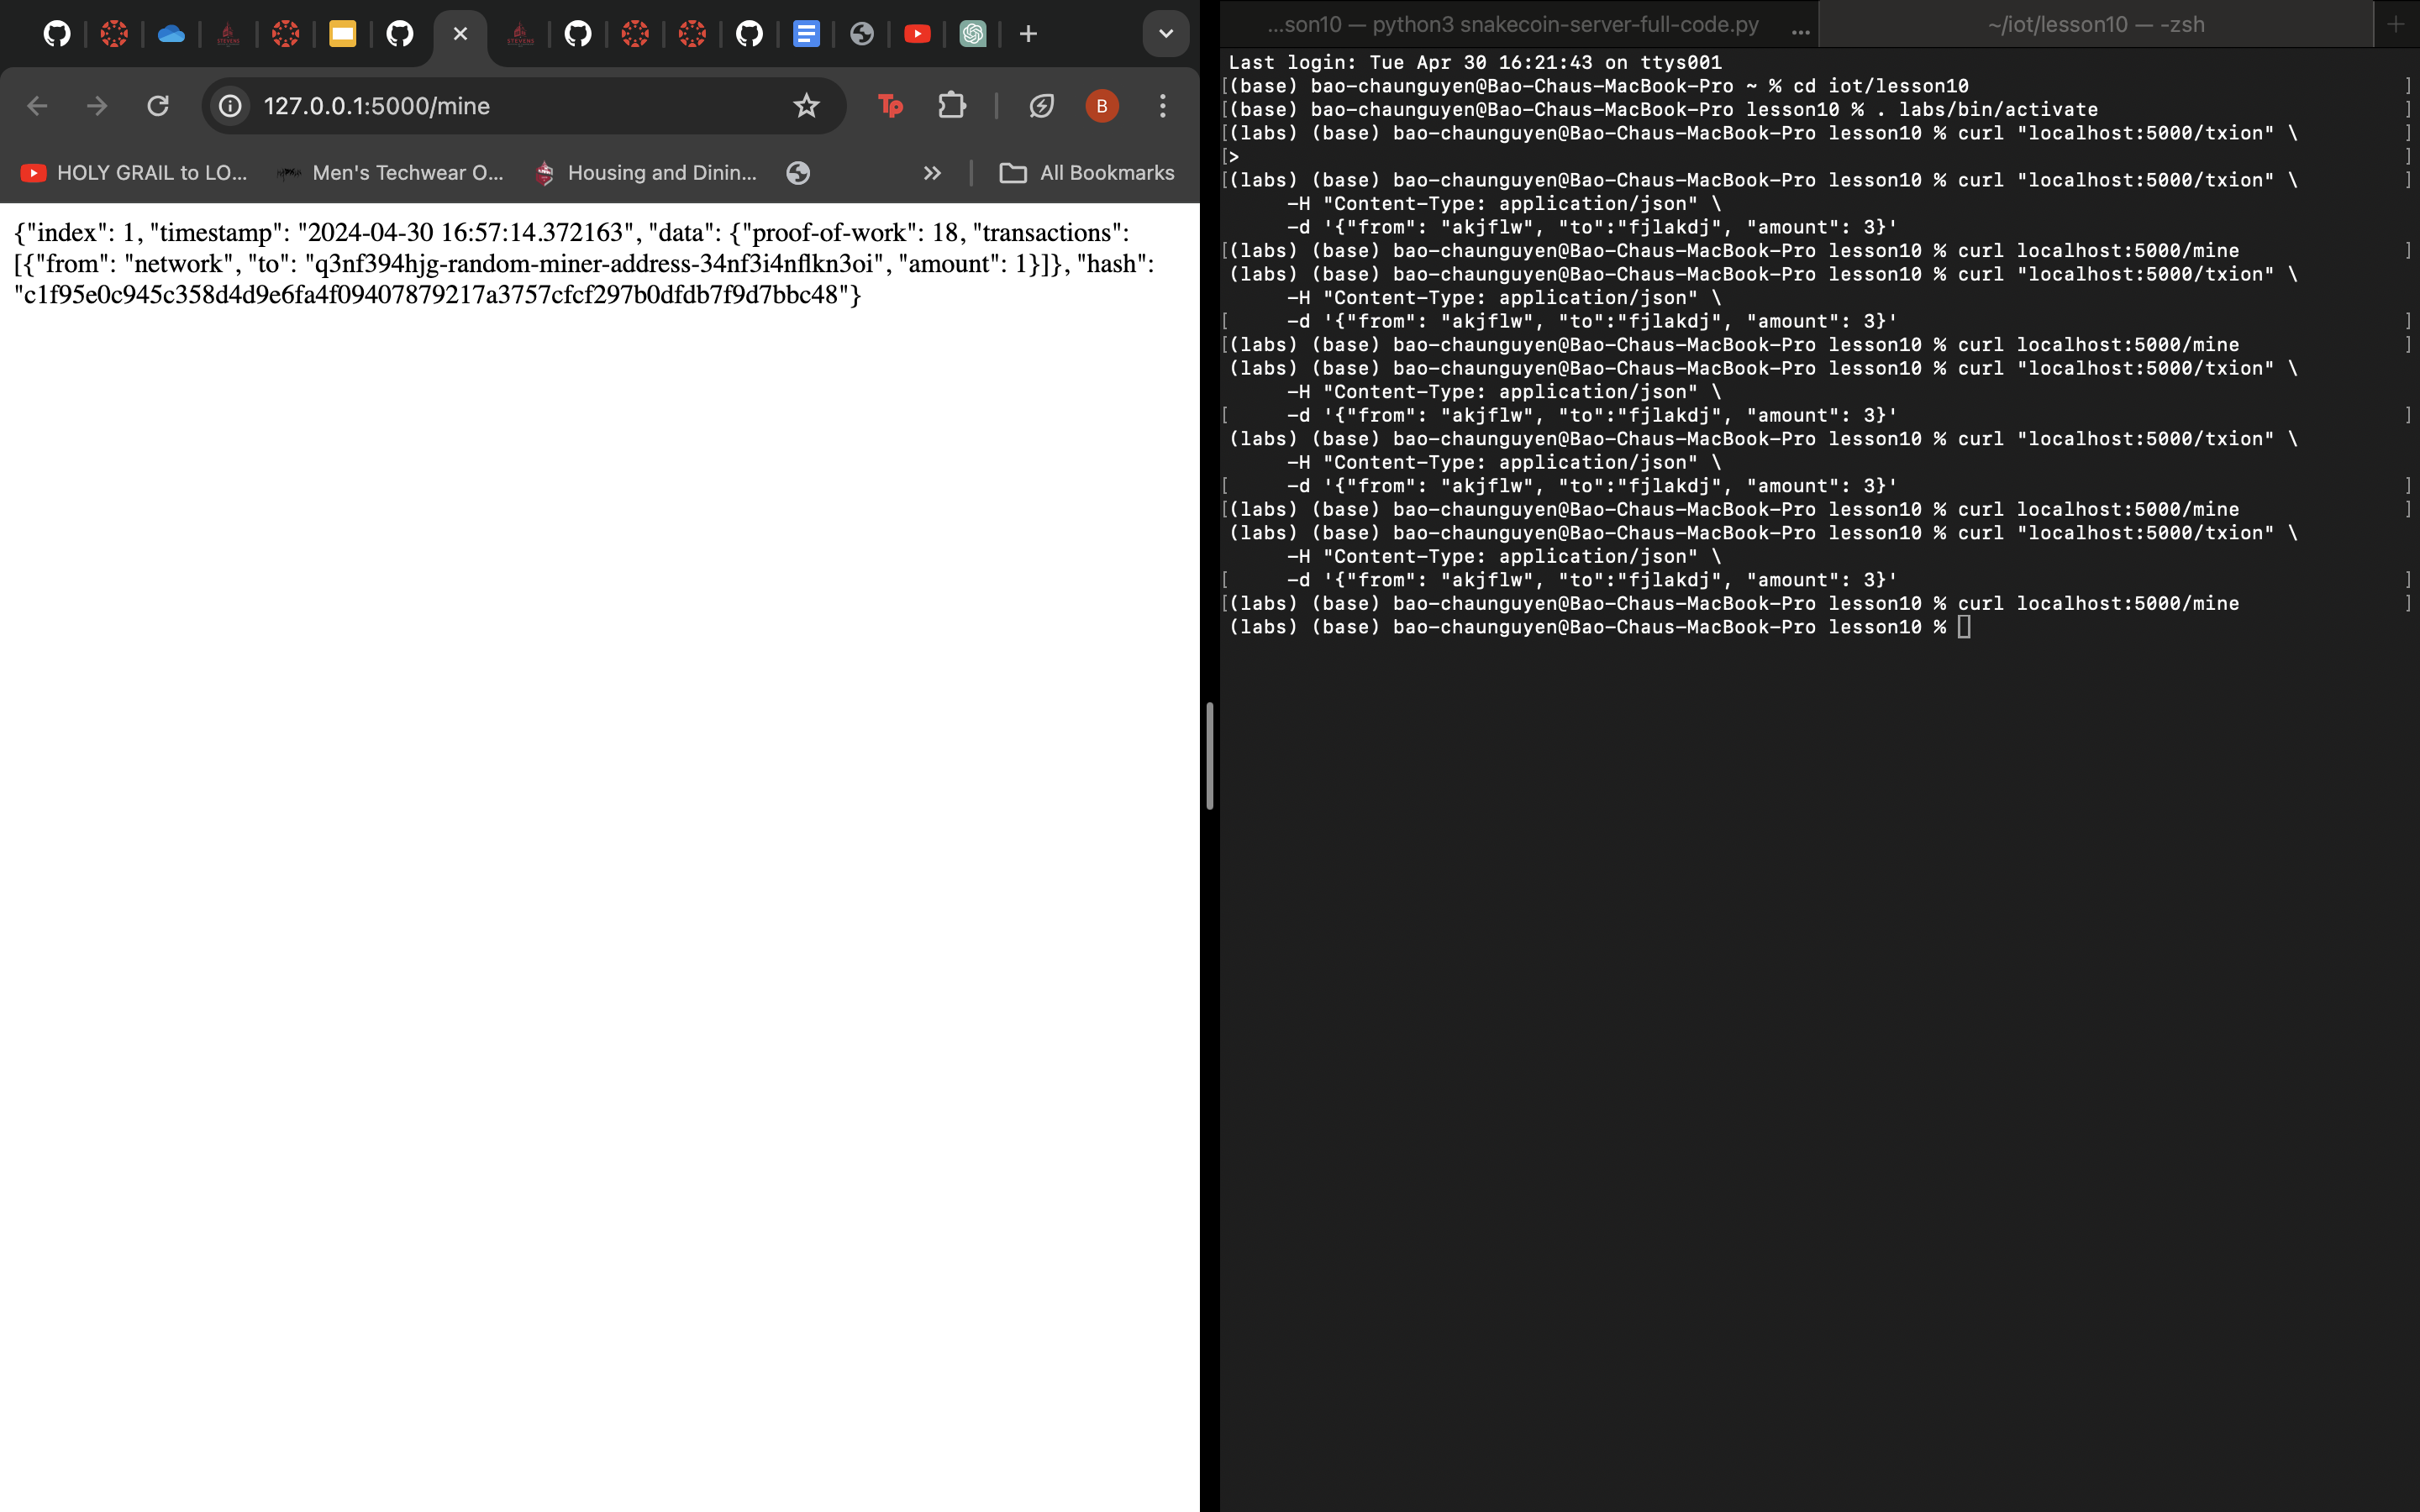 127.0.0.1:5000/mine
Tp
B
HOLY GRAIL to LO...
Men's Techwear O...
Housing and Dinin...
»
All Bookmarks
{"index": 1, "timestamp": "2024-04-30 16:57:14.372163", "data": {"proof-of-work": 18, "transactions":
[{"from": "network", "to": "q3nf394hjg-random-miner-address-34nf3i4nflkn3oi", "amount": 1}]}, "hash":
"c1f95e0c945c358d4d9e6fa4f09407879217a3757cfcf297b0dfdb7f9d7bbc48"}
...son10 — python3 snakecoin-server-full-code.py ...
~/iot/lesson10 — -zsh
Last login: Tue Apr 30 16:21:43 on ttys001
[(base) bao-chaunguyen@Bao-Chaus-MacBook-Pro ~ % cd iot/lesson10 ]
[(base) bao-chaunguyen@Bao-Chaus-MacBook-Pro lesson10 % . labs/bin/activate ]
[(labs) (base) bao-chaunguyen@Bao-Chaus-MacBook-Pro lesson10 % curl "localhost:5000/txion" \ ]
[> ]
[(labs) (base) bao-chaunguyen@Bao-Chaus-MacBook-Pro lesson10 % curl "localhost:5000/txion" \ ]
-H "Content-Type: application/json" \
-d '{"from": "akjflw", "to":"fjlakdj", "amount": 3}'
[(labs) (base) bao-chaunguyen@Bao-Chaus-MacBook-Pro lesson10 % curl localhost:5000/mine ]
(labs) (base) bao-chaunguyen@Bao-Chaus-MacBook-Pro lesson10 % curl "localhost:5000/txion" \
-H "Content-Type: application/json" \
[ -d '{"from": "akjflw", "to":"fjlakdj", "amount": 3}' ]
[(labs) (base) bao-chaunguyen@Bao-Chaus-MacBook-Pro lesson10 % curl localhost:5000/mine ]
(labs) (base) bao-chaunguyen@Bao-Chaus-MacBook-Pro lesson10 % curl "localhost:5000/txion" \
-H "Content-Type: application/json" \
[ -d '{"from": "akjflw", "to":"fjlakdj", "amount": 3}' ]
(labs) (base) bao-chaunguyen@Bao-Chaus-MacBook-Pro lesson10 % curl "localhost:5000/txion" \
-H "Content-Type: application/json" \
[ -d '{"from": "akjflw", "to":"fjlakdj", "amount": 3}' ]
[(labs) (base) bao-chaunguyen@Bao-Chaus-MacBook-Pro lesson10 % curl localhost:5000/mine ]
(labs) (base) bao-chaunguyen@Bao-Chaus-MacBook-Pro lesson10 % curl "localhost:5000/txion" \
-H "Content-Type: application/json" \
[ -d '{"from": "akjflw", "to":"fjlakdj", "amount": 3}' ]
[(labs) (base) bao-chaunguyen@Bao-Chaus-MacBook-Pro lesson10 % curl localhost:5000/mine ]
(labs) (base) bao-chaunguyen@Bao-Chaus-MacBook-Pro lesson10 %